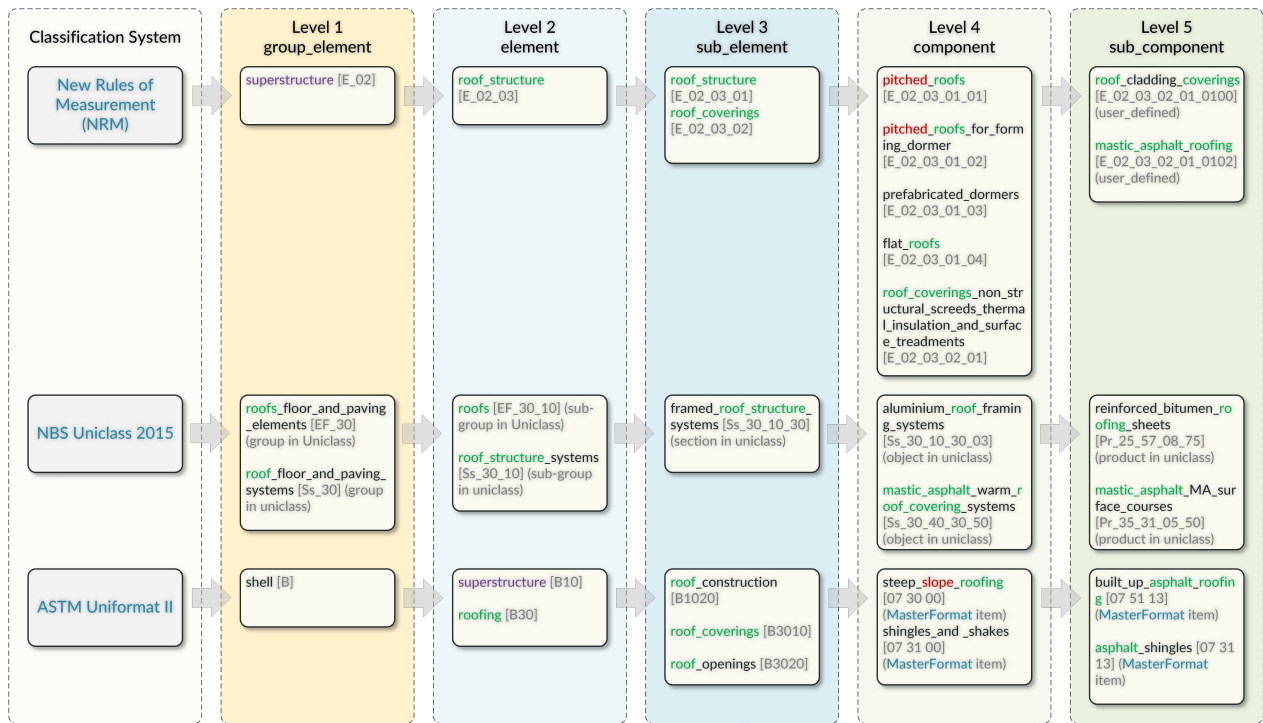 Classification System
Level 1
group_element
Level 2
element
Level 3
sub_element
Level 4
component
Level 5
sub_component
New Rules of
Measurement
(NRM)
superstructure [E_02]
roof_structure
[E_02_03]
roof_structure
[E_02_03_01]
roof_coverings
[E_02_03_02]
pitched_roofs
[E_02_03_01_01]
pitched_roofs_for_form
ing_dormer
[E_02_03_01_02]
prefabricated_dormers
[E_02_03_01_03]
flat_roofs
[E_02_03_01_04]
roof_coverings_non_str
uctural_screeds_therma
l_insulation_and_surfac
e_treadments
[E_02_03_02_01]
roof_cladding_coverings
[E_02_03_02_01_0100]
(user_defined)
mastic_asphalt_roofing
[E_02_03_02_01_0102]
(user_defined)
NBS Uniclass 2015
roofs_floor_and_paving
_elements [EF_30]
(group in Uniclass)
roof_floor_and_paving_
systems [Ss_30] (group
in uniclass)
roofs [EF_30_10] (sub-
group in Uniclass)
roof_structure_systems
[Ss_30_10] (sub-group
in uniclass)
framed_roof_structure_s
ystems [Ss_30_10_30]
(section in uniclass)
aluminium_roof_framin
g_systems
[Ss_30_10_30_03]
(object in uniclass)
mastic_asphalt_warm_r
oof_covering_systems
[Ss_30_40_30_50]
(object in uniclass)
reinforced_bitumen_ro
ofing_sheets
[Pr_25_57_08_75]
(product in uniclass)
mastic_asphalt_MA_sur
face_courses
[Pr_35_31_05_50]
(product in uniclass)
ASTM Uniformat II
shell [B]
superstructure [B10]
roofing [B30]
roof_construction
[B1020]
roof_coverings [B3010]
roof_openings [B3020]
steep_slope_roofing
[07 30 00]
(MasterFormat item)
shingles_and _shakes
[07 31 00]
(MasterFormat item)
built_up_asphalt_roofin
g [07 51 13]
(MasterFormat item)
asphalt_shingles [07 31
13] (MasterFormat
item)